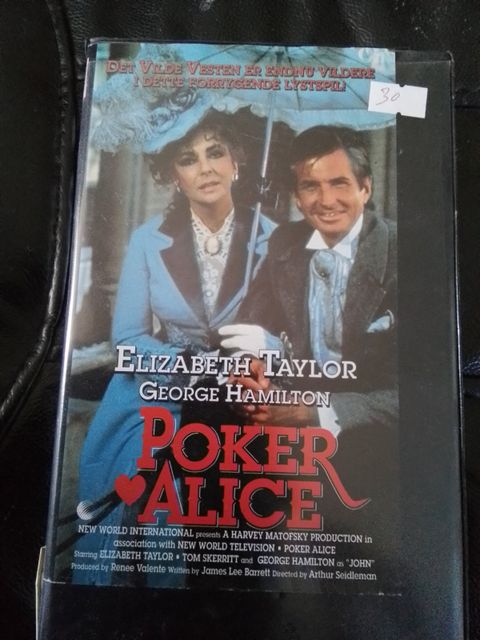 DET VILDE VESTEN ER ENDNU VILDERE
I DETTE FORRYGENDE LYSTSPIL!
30
ELIZABETH TAYLOR
GEORGE HAMILTON
POKER
ALICE
NEW WORLD INTERNATIONAL presents A HARVEY MATOFSKY PRODUCTION in
association with NEW WORLD TELEVISION • POKER ALICE
Starring ELIZABETH TAYLOR • TOM SKERRITT and GEORGE HAMILTON as "JOHN"
Produced by Renee Valente Written by James Lee Barrett Directed by Arthur Seidleman